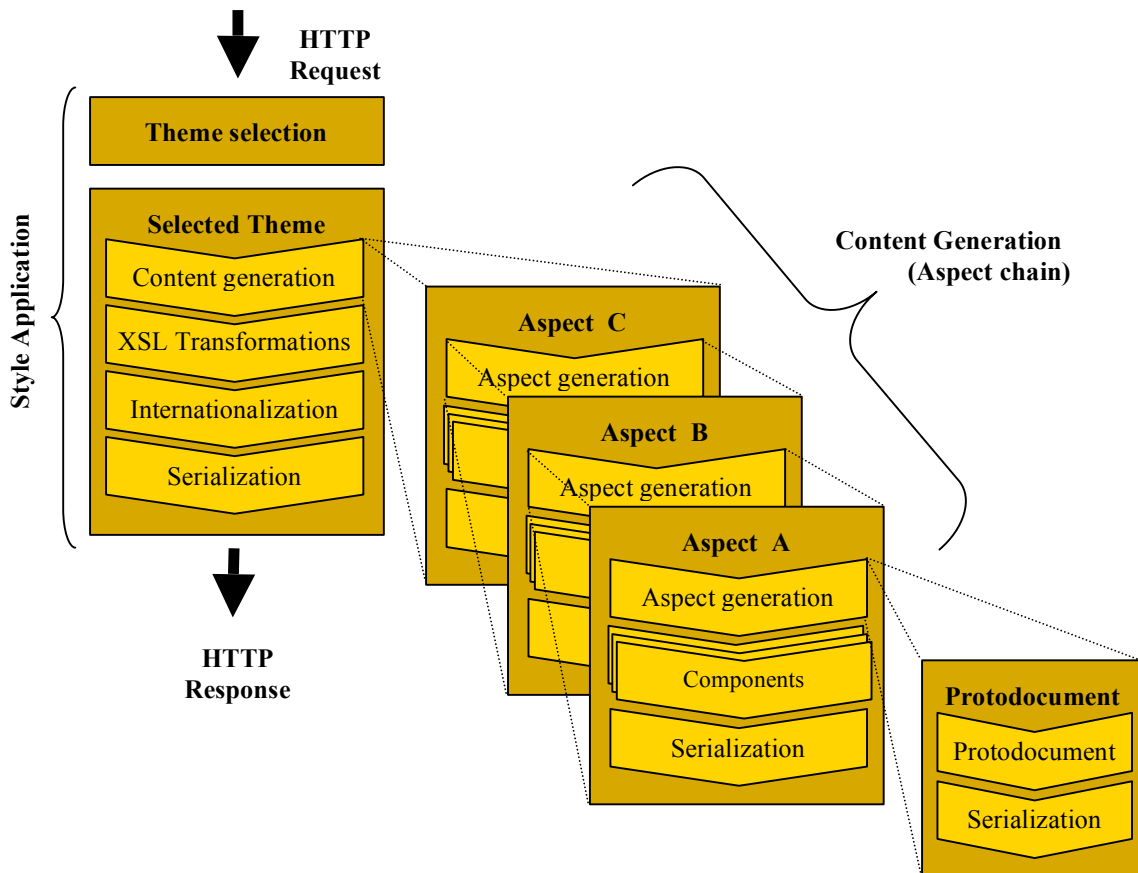 HTTP
Request
Theme selection
Style Application
Selected Theme
Content generation
XSL Transformations
Internationalization
Serialization
HTTP
Response
Content Generation
(Aspect chain)
Aspect C
Aspect generation
Aspect B
Aspect generation
Aspect A
Aspect generation
Components
Serialization
Protodocument
Protodocument
Serialization